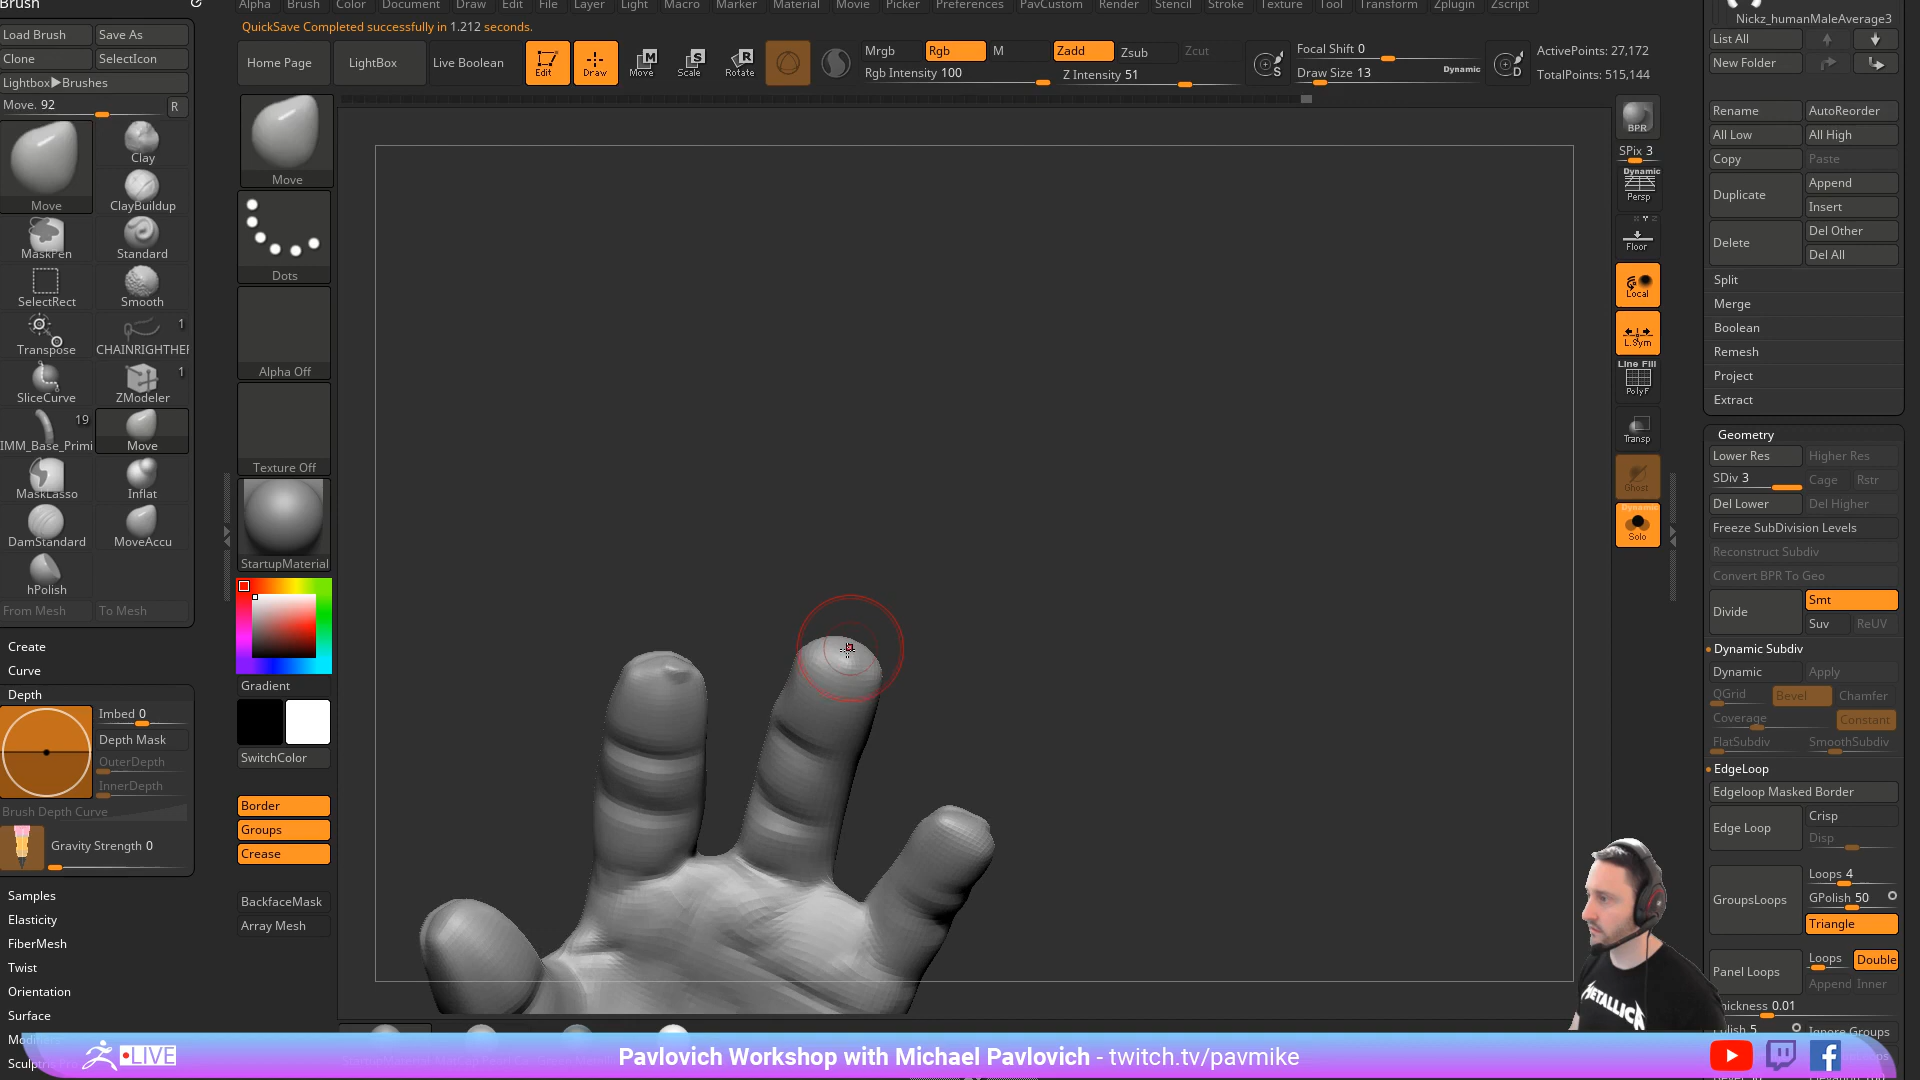 Brush
Load Brush
Save As
Clone
SelectIcon
Lightbox▶Brushes
Move. 92
R
Move
Clay
ClayBuildup
MaskPen
Standard
SelectRect
Smooth
Transpose
1
CHAINRIGHTHER
SliceCurve
1
ZModeler
19
IMM_Base_Primi
Move
MaskLasso
Inflat
DamStandard
MoveAccu
hPolish
From Mesh
To Mesh
Create
Curve
Depth
Imbed 0
Depth Mask
OuterDepth
InnerDepth
Brush Depth Curve
Gravity Strength 0
Samples
Elasticity
FiberMesh
Twist
Orientation
Surface
Alpha
Brush
Color
Document
Draw
Edit
File
Layer
Light
Macro
Marker
Material
Movie
Picker
Preferences
PavCustom
Render
Stencil
Stroke
Texture
Tool
Transform
Zplugin
Zscript
QuickSave Completed successfully in 1.212 seconds.
Home Page
LightBox
Live Boolean
Edit
Draw
Move
Scale
Rotate
Mrgb
Rgb
M
Rgb Intensity 100
Zadd
Zsub
Zcut
Z Intensity 51
S
Focal Shift 0
Draw Size 13
Dynamic
D
ActivePoints: 27,172
TotalPoints: 515,144
Move
Dots
Alpha Off
Texture Off
StartupMaterial
Gradient
SwitchColor
Border
Groups
Crease
BackfaceMask
Array Mesh
BPR
SPix 3
Dynamic
Persp
Floor
Local
L.Sym
Line Fill
PolyF
Transp
Ghost
Dynamic
Solo
Nickz_humanMaleAverage3
List All
New Folder
Rename
AutoReorder
All Low
All High
Copy
Paste
Duplicate
Append
Insert
Delete
Del Other
Del All
Split
Merge
Boolean
Remesh
Project
Extract
Geometry
Lower Res
Higher Res
SDiv 3
Cage
Rstr
Del Lower
Del Higher
Freeze SubDivision Levels
Reconstruct Subdiv
Convert BPR To Geo
Divide
Smt
Suv
ReUV
Dynamic Subdiv
Dynamic
Apply
QGrid
Bevel
Chamfer
Coverage
Constant
FlatSubdiv
SmoothSubdiv
EdgeLoop
Edgeloop Masked Border
Edge Loop
Crisp
Disp
GroupsLoops
Loops 4
GPolish 50
Triangle
Panel Loops
Loops
Double
Append
Inner
hickness 0.01
Ignore Groups
METALLICA
LIVE
Pavlovich Workshop with Michael Pavlovich - twitch.tv/pavmike